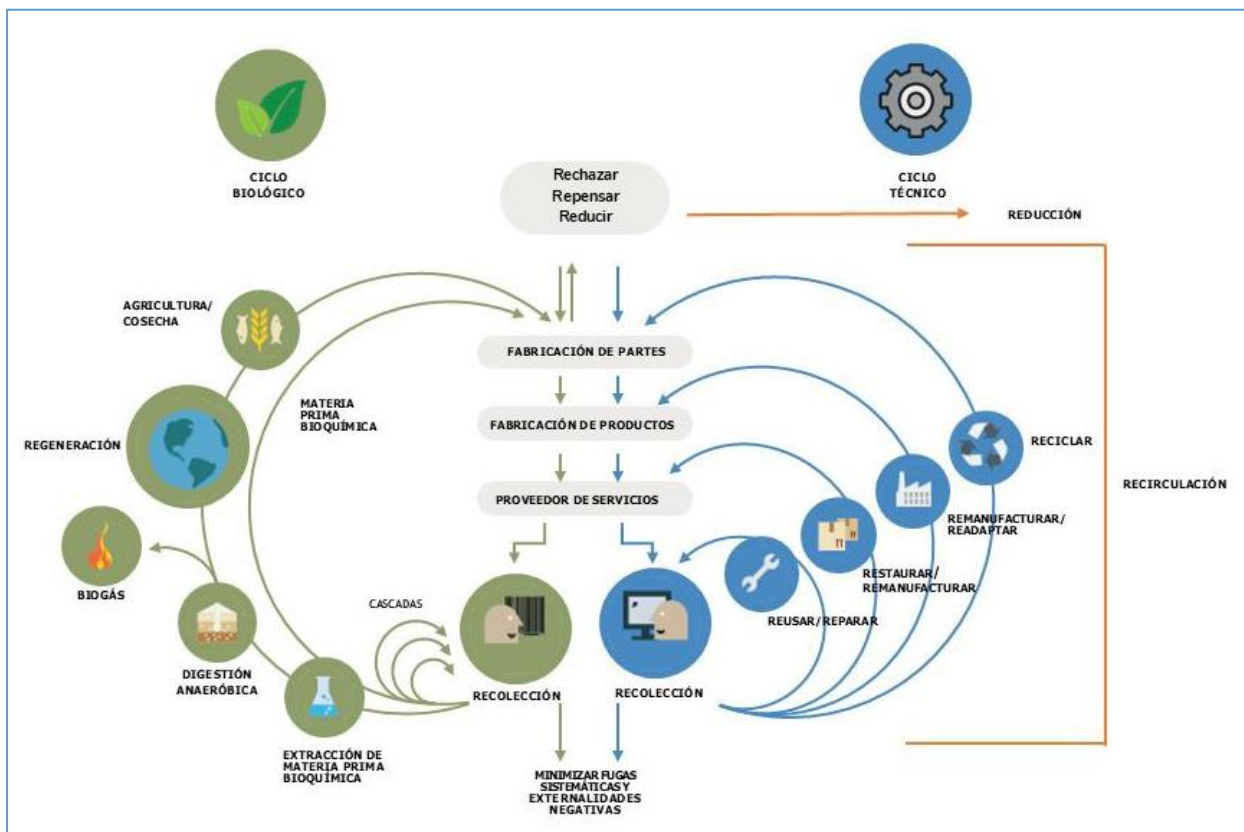 CICLO
BIOLÓGICO
CICLO
TÉCNICO
Rechazar
Repensar
Reducir
REDUCCIÓN
AGRICULTURA/
COSECHA
FABRICACIÓN DE PARTES
MATERIA
PRIMA
BIOQUÍMICA
FABRICACIÓN DE PRODUCTOS
REGENERACIÓN
RECICLAR
PROVEEDOR DE SERVICIOS
RECIRCULACIÓN
REMANUFACTURAR/
READAPTAR
RESTAURAR/
REMANUFACTURAR
BIOGÁS
CASCADAS
REUSAR/REPARAR
DIGESTIÓN
ANAERÓBICA
RECOLECCIÓN
RECOLECCIÓN
EXTRACCIÓN DE
MATERIA PRIMA
BIOQUÍMICA
MINIMIZAR FUGAS
SISTEMÁTICAS Y
EXTERNALIDADES
NEGATIVAS